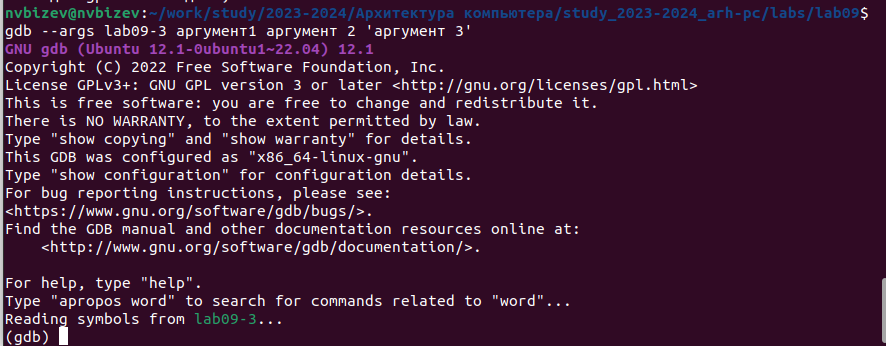 nvbizev@nvbizev:~/work/study/2023-2024/Архитектура компьютера/study_2023-2024_arh-pc/labs/lab09$
gdb --args lab09-3 аргумент1 аргумент 2 'аргумент 3'
GNU gdb (Ubuntu 12.1-0ubuntu1~22.04) 12.1
Copyright (C) 2022 Free Software Foundation, Inc.
License GPLv3+: GNU GPL version 3 or later <http://gnu.org/licenses/gpl.html>
This is free software: you are free to change and redistribute it.
There is NO WARRANTY, to the extent permitted by law.
Type "show copying" and "show warranty" for details.
This GDB was configured as "x86_64-linux-gnu".
Type "show configuration" for configuration details.
For bug reporting instructions, please see:
<https://www.gnu.org/software/gdb/bugs/>.
Find the GDB manual and other documentation resources online at:
    <http://www.gnu.org/software/gdb/documentation/>.

For help, type "help".
Type "apropos word" to search for commands related to "word"...
Reading symbols from lab09-3...
(gdb)